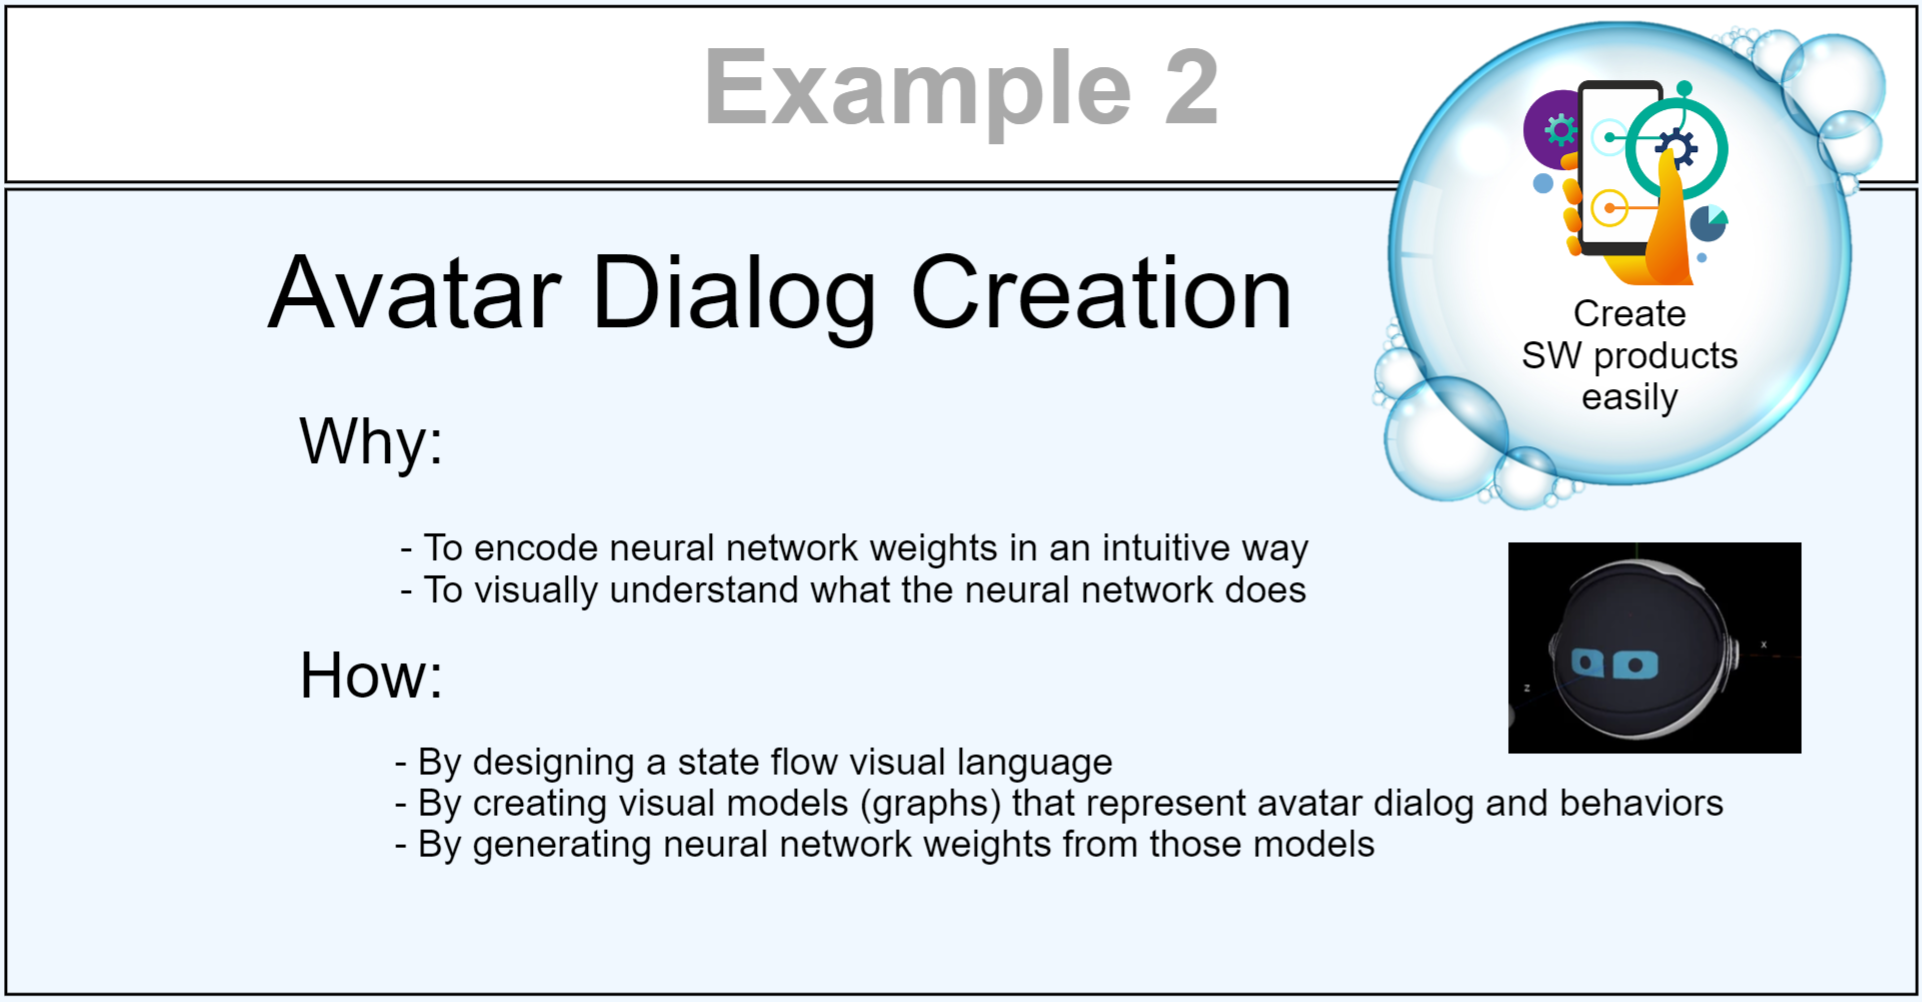 Example 2
Create
SW products
easily
Avatar Dialog Creation
Why:
- To encode neural network weights in an intuitive way
- To visually understand what the neural network does
How:
- By designing a state flow visual language
- By creating visual models (graphs) that represent avatar dialog and behaviors
- By generating neural network weights from those models
x
z